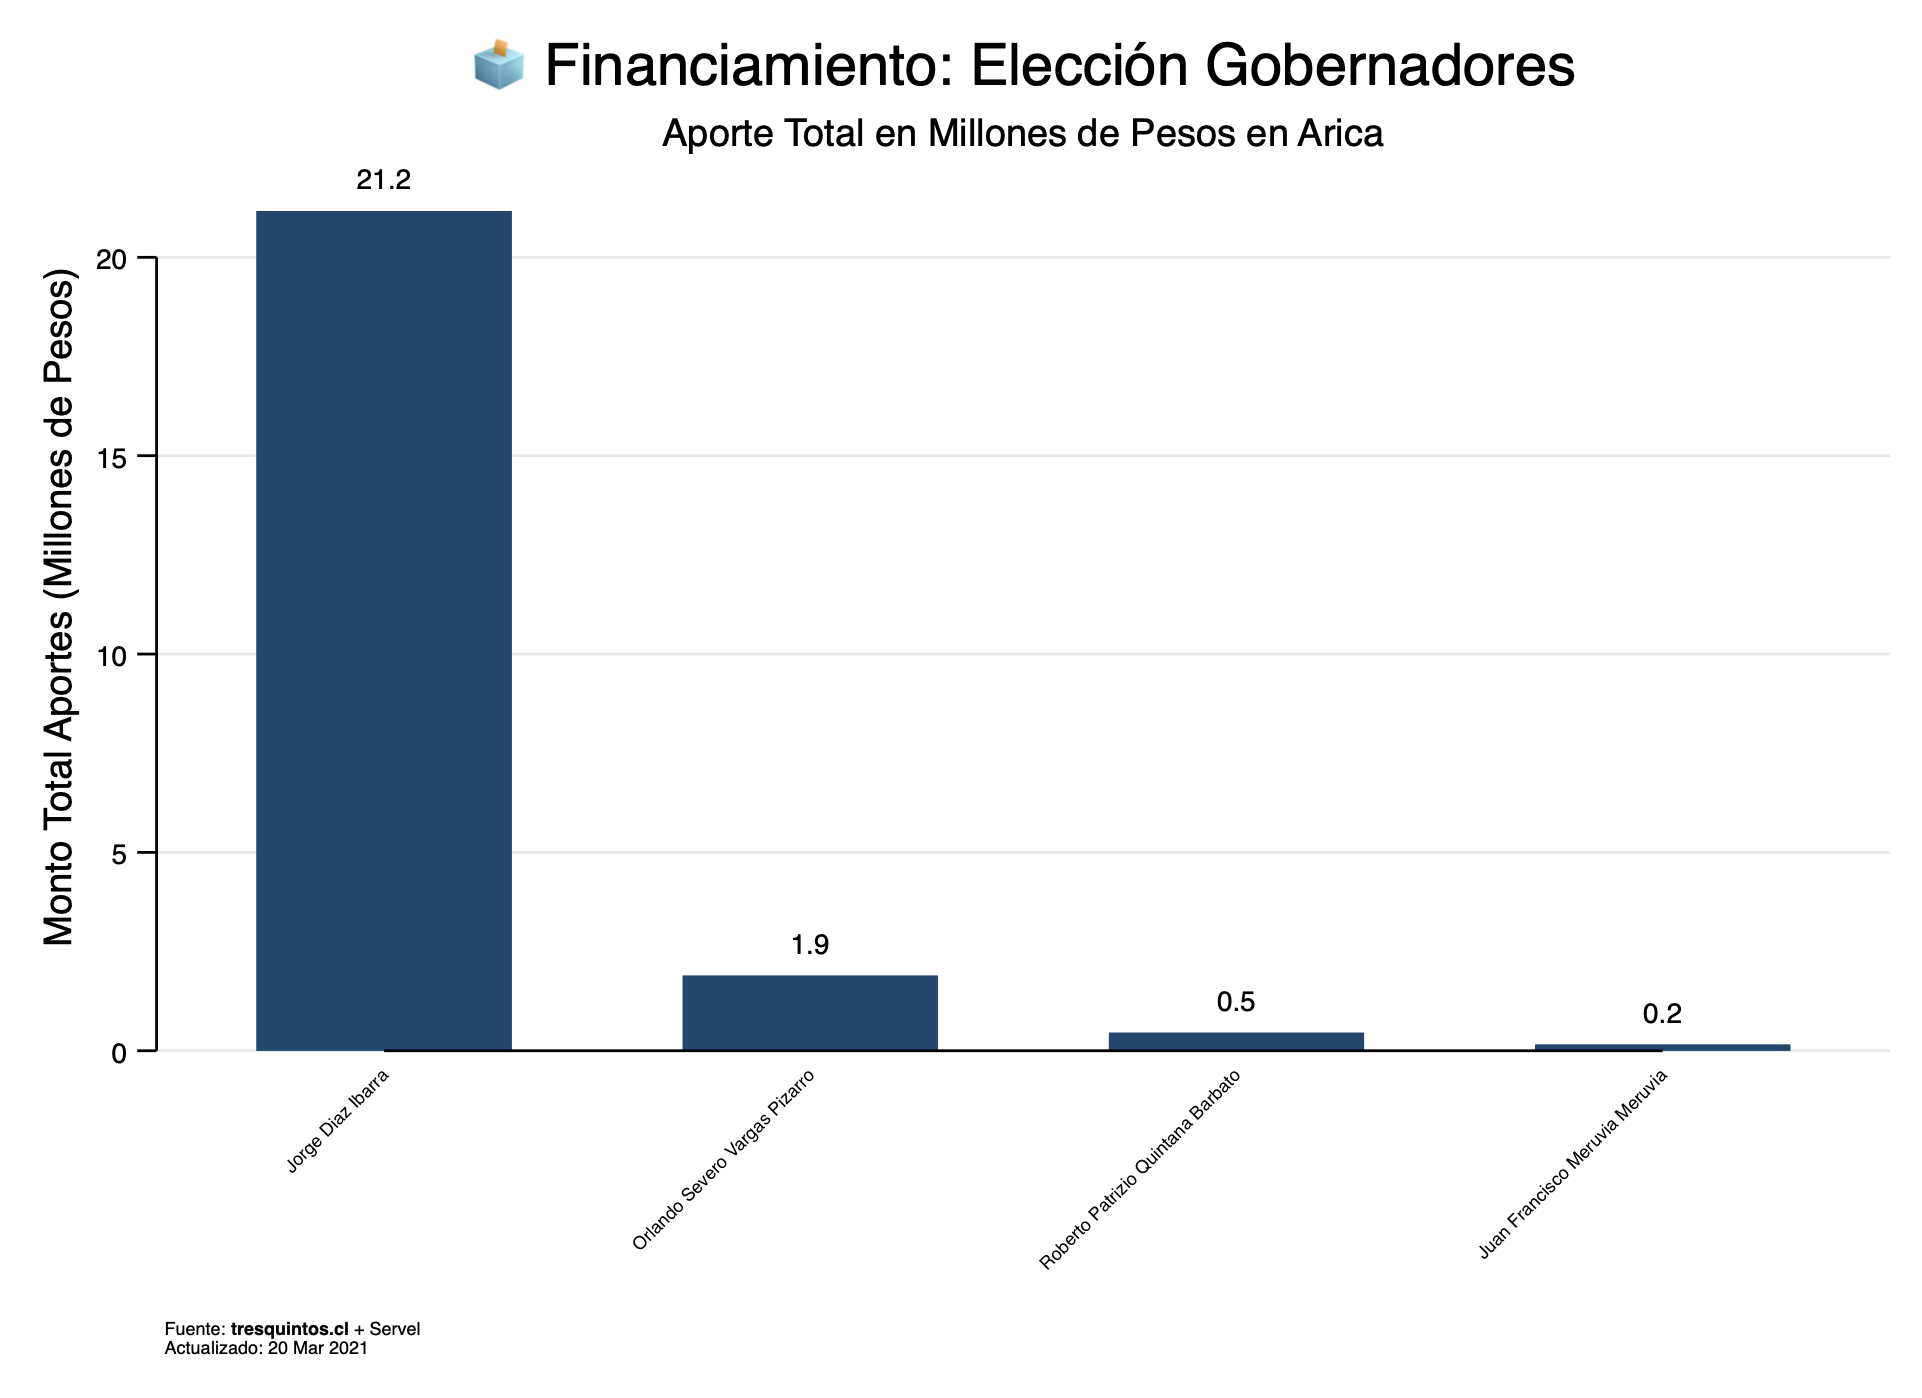 Financiamiento: Elección Gobernadores
Aporte Total en Millones de Pesos en Arica
Monto Total Aportes (Millones de Pesos)
20
15
10
5
0
21.2
1.9
0.5
0.2
Jorge Diaz Ibarra
Orlando Severo Vargas Pizarro
Roberto Patrizio Quintana Barbato
Juan Francisco Meruvia Meruvia
Fuente: tresquintos.cl + Servel
Actualizado: 20 Mar 2021